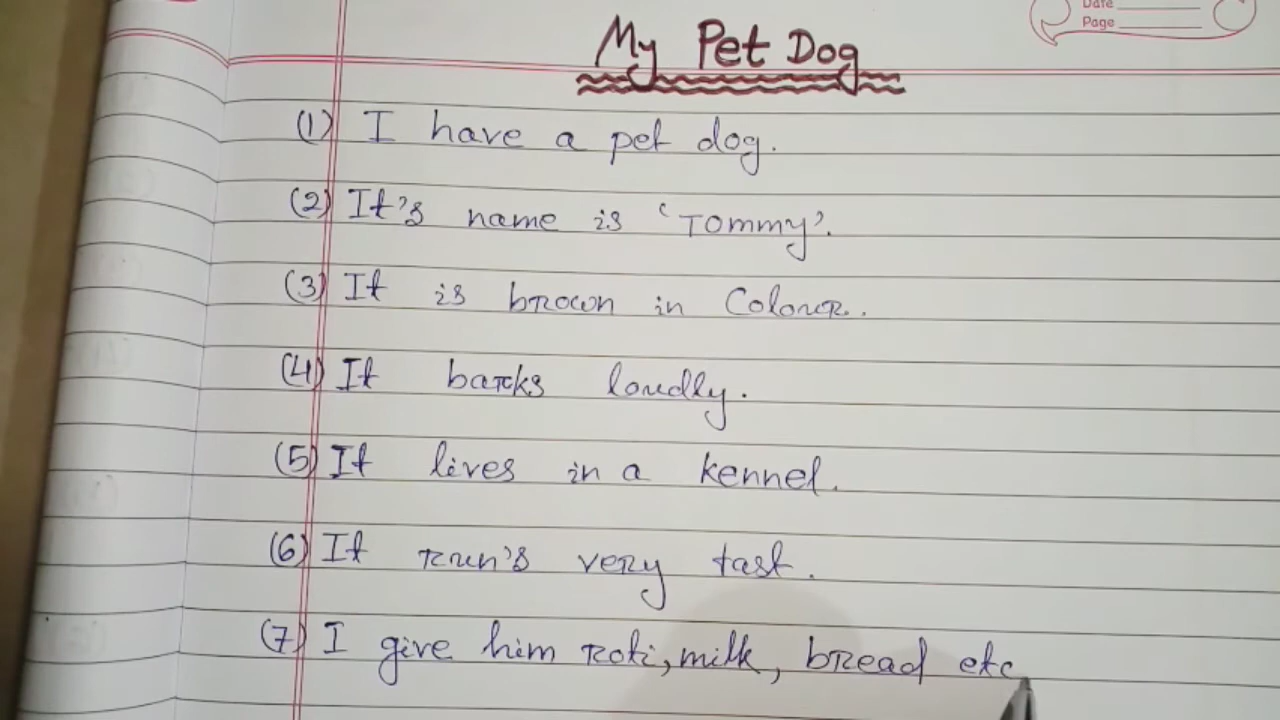 Date
Page
My Pet Dog
(1) I have a pet dog.
(2) It's name is 'Tommy'.
(3) It is brown in Colour.
(4) It barks loudly.
(5) It lives in a kennel.
(6) It run's very fast.
(7) I give him roti, milk, bread etc